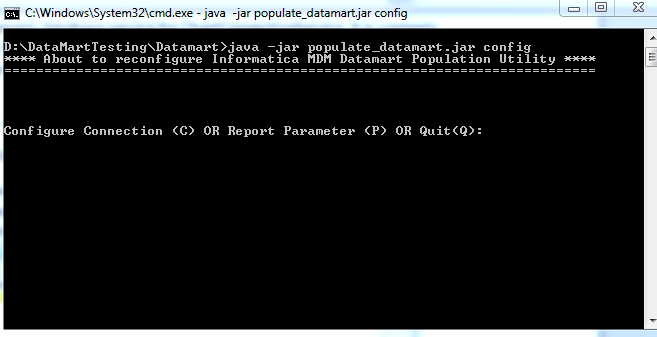 C:\Windows\System32\cmd.exe - java -jar populate_datamart.jar config
D:\DataMartTesting\Datamart>java -jar populate_datamart.jar config
**** About to reconfigure Informatica MDM Datamart Population Utility ****
==========================================================================
Configure Connection (C) OR Report Parameter (P) OR Quit(Q):